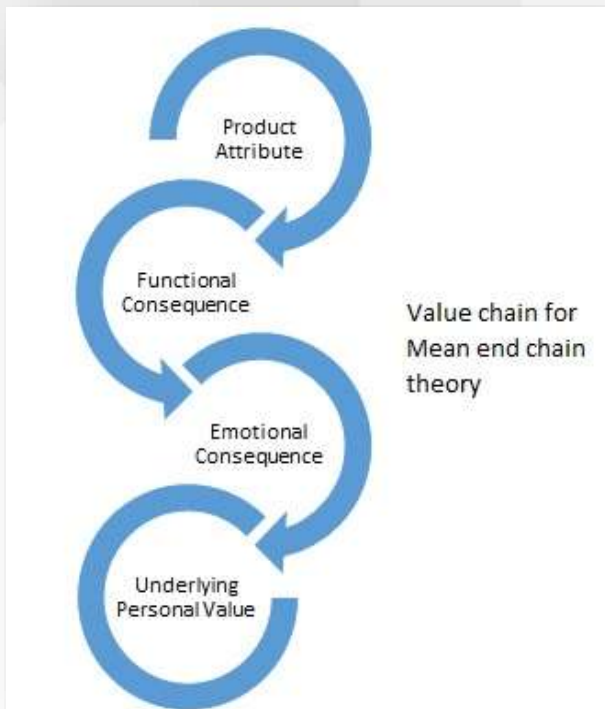 Product
Attribute
Functional
Consequence
Value chain for
Mean end chain
theory
Emotional
Consequence
Underlying
Personal Value